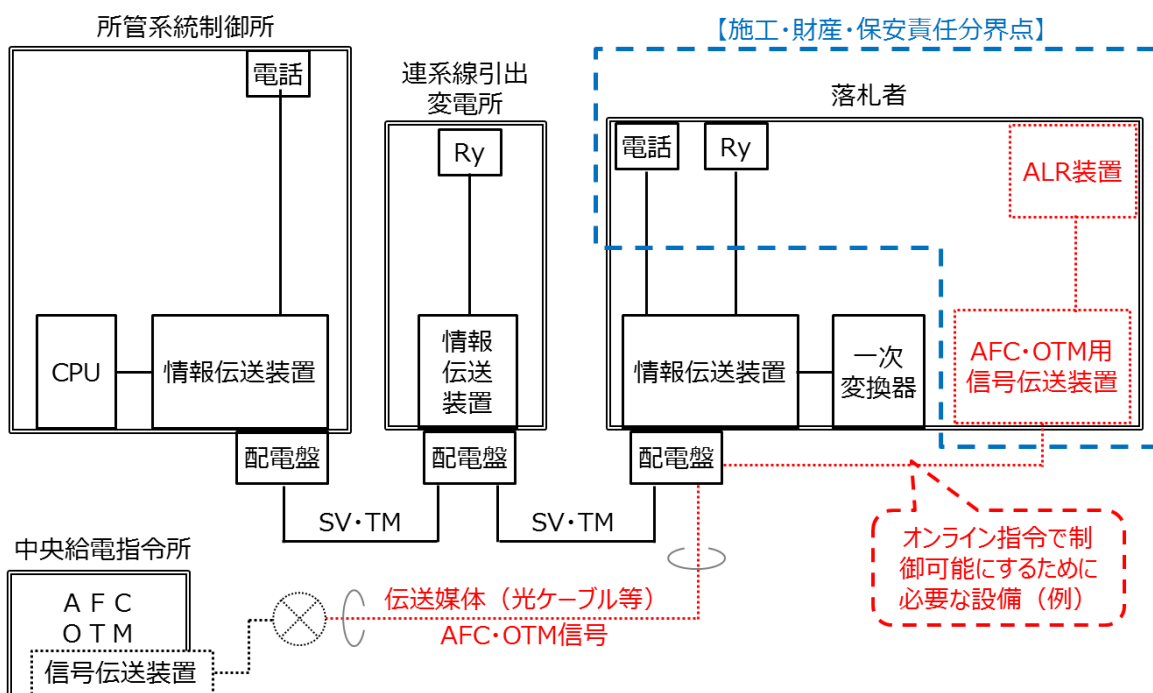 所管系統制御所
電話
CPU
情報伝送装置
配電盤
連系線引出
変電所
Ry
情報
伝送
装置
配電盤
【施工・財産・保安責任分界点】
落札者
電話
Ry
ALR装置
情報伝送装置
一次
変換器
AFC・OTM用
信号伝送装置
配電盤
SV・TM
SV・TM
オンライン指令で制
御可能にするために
必要な設備（例）
中央給電指令所
ＡＦＣ
ＯＴＭ
信号伝送装置
伝送媒体（光ケーブル等）
AFC・OTM信号